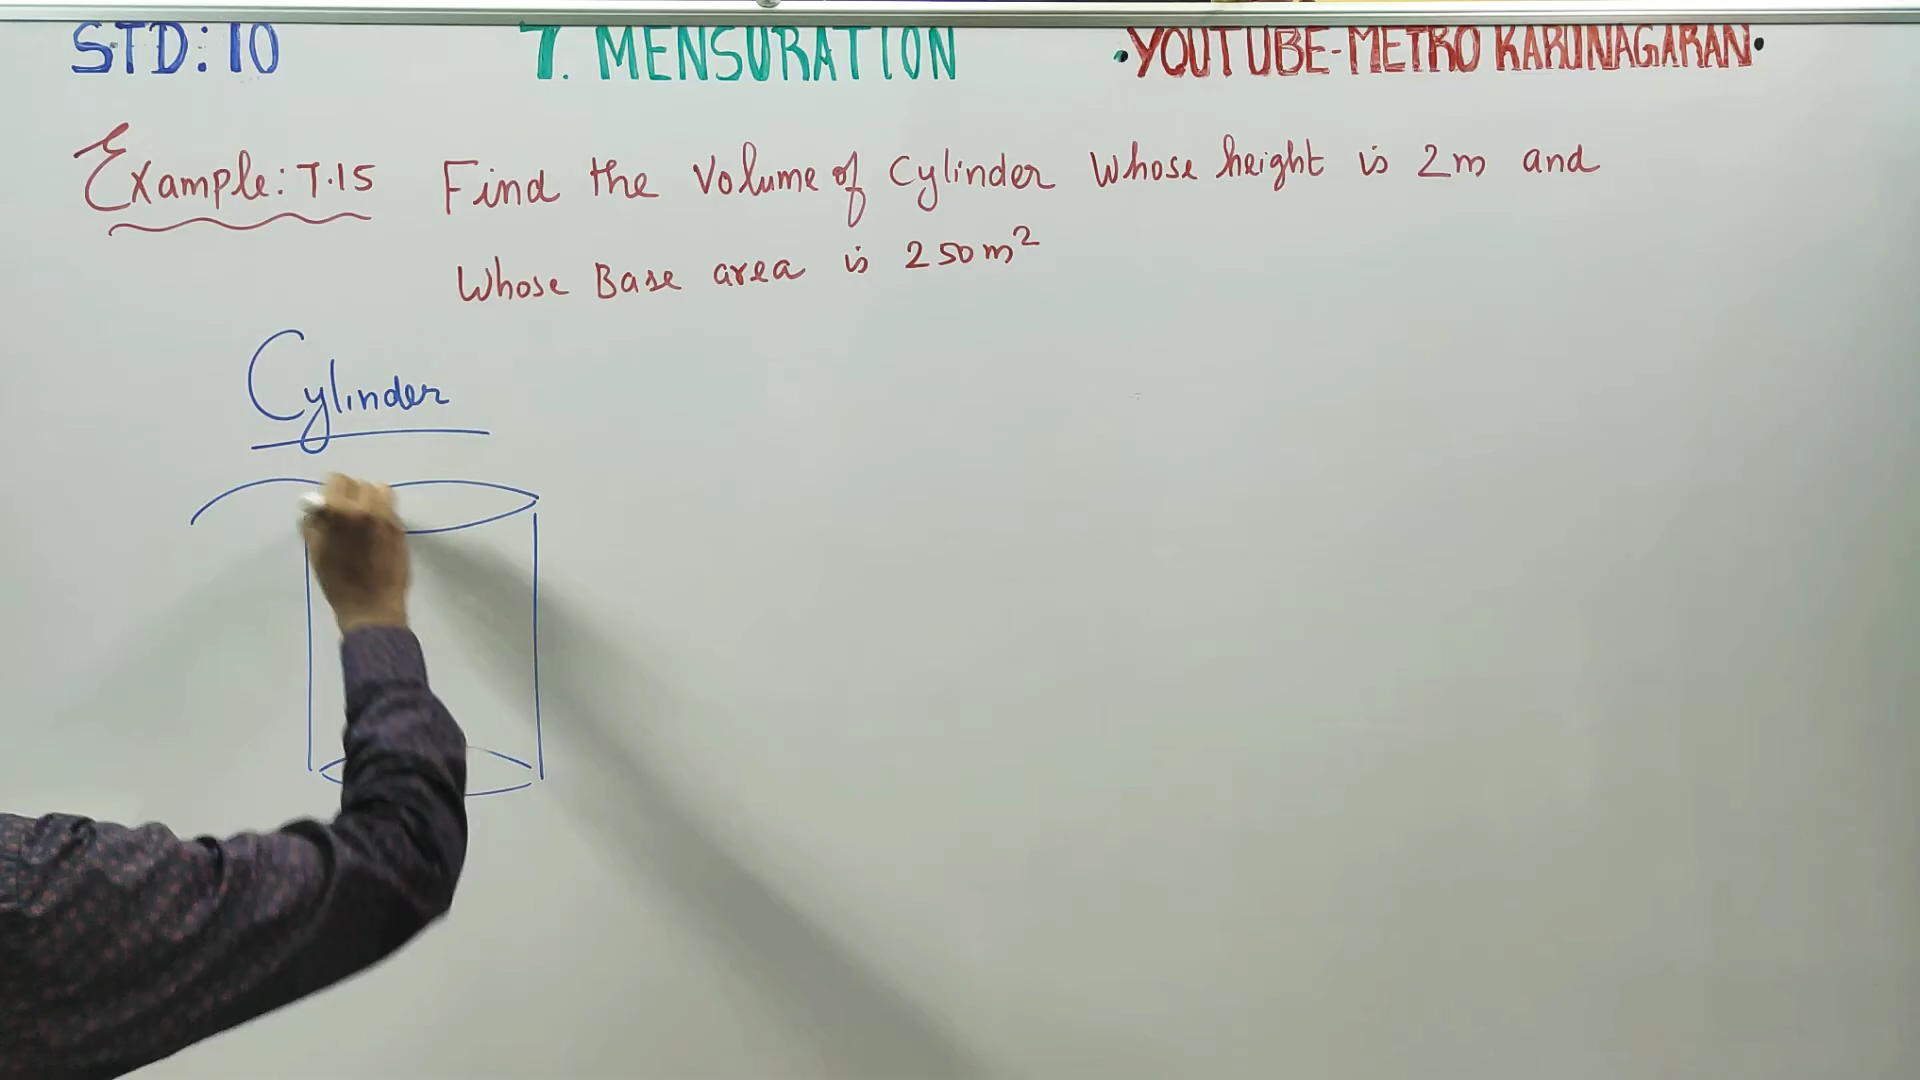 STD: 10
7. MENSURATION
•YOUTUBE-METRO KARUNAGARAN•
Example: 7.15 Find the Volume of Cylinder Whose height is 2m and
Whose Base area is 250m²
Cylinder